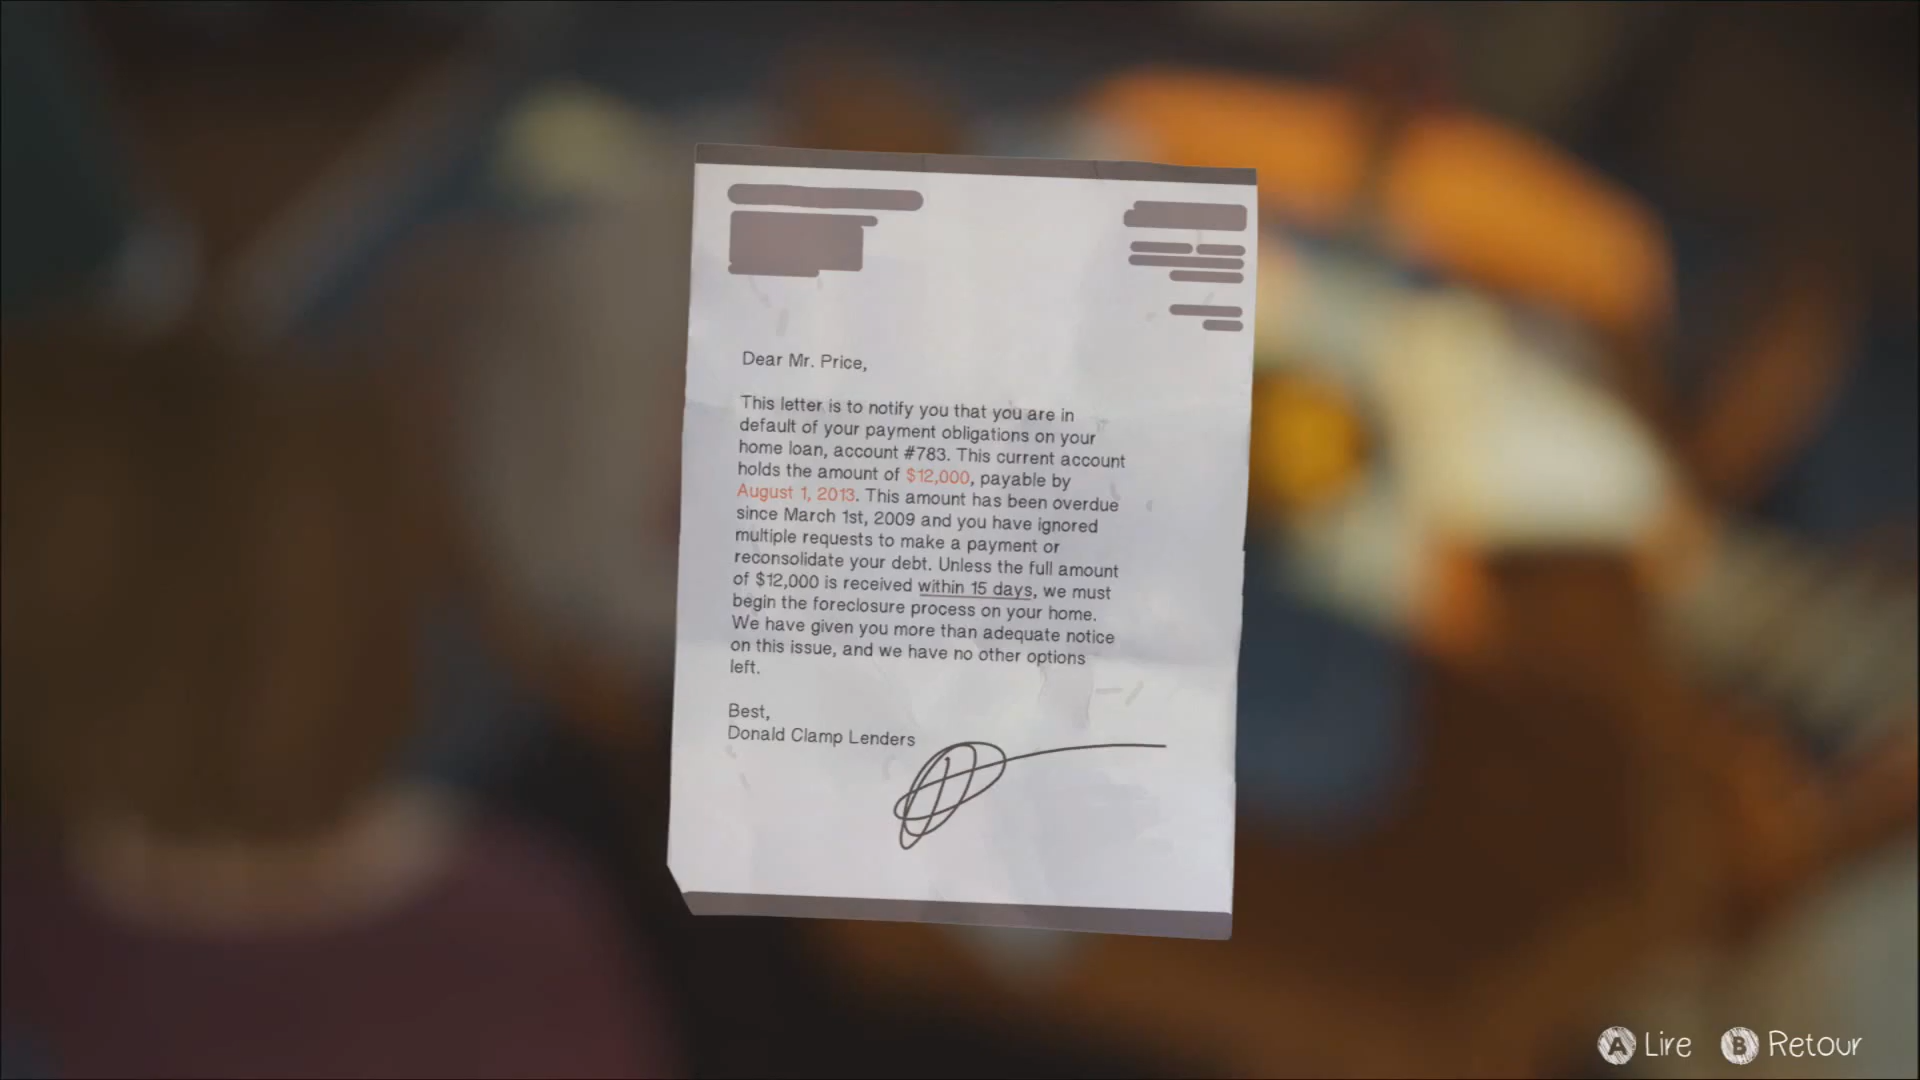 Dear Mr. Price,
This letter is to notify you that you are in
default of your payment obligations on your
home loan, account #783. This current account
holds the amount of $12,000, payable by
August 1, 2013. This amount has been overdue
since March 1st, 2009 and you have ignored
multiple requests to make a payment or
reconsolidate your debt. Unless the full amount
of $12,000 is received within 15 days, we must
begin the foreclosure process on your home.
We have given you more than adequate notice
on this issue, and we have no other options
left.
Best,
Donald Clamp Lenders
A Lire B Retour